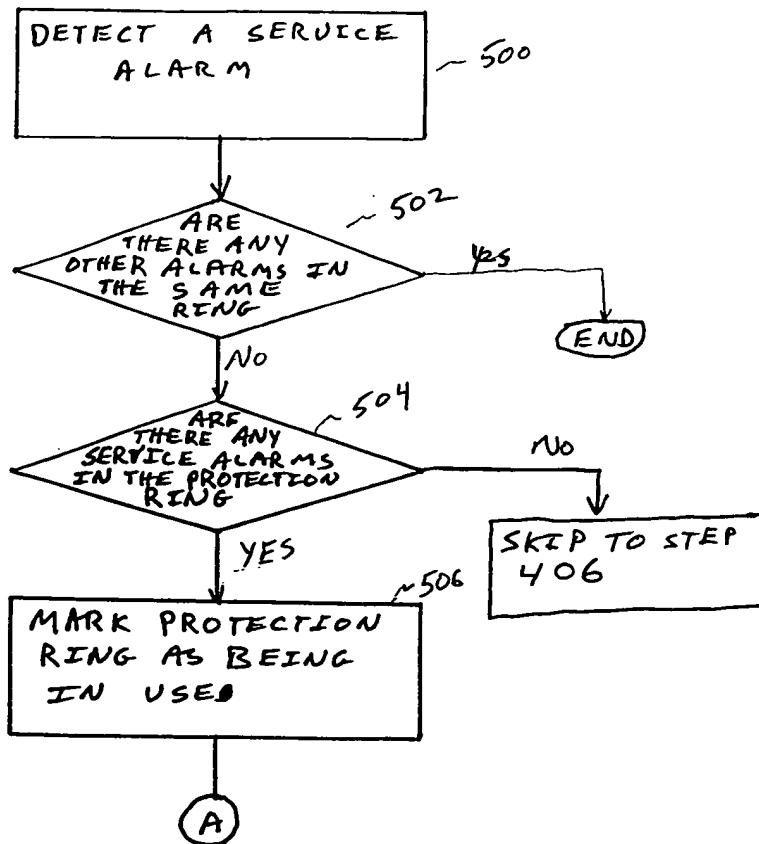 DETECT A SERVICE
ALARM
500
502
ARE
THERE ANY
OTHER ALARMS IN
THE SAME
RING
yes
END
NO
504
ARE
THERE ANY
SERVICE ALARMS
IN THE PROTECTION
RING
NO
SKIP TO STEP
406
YES
506
MARK PROTECTION
RING AS BEING
IN USE
A